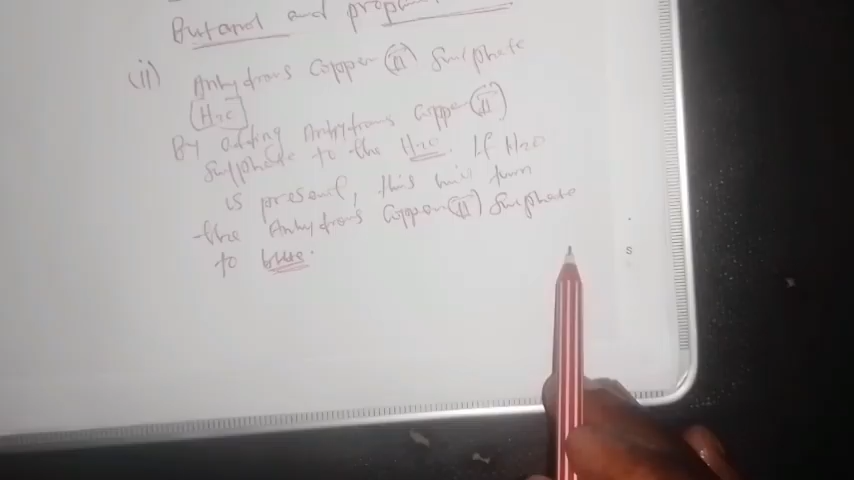 Butanol and propan
(ii) Anhydrous Copper (II) Sulphate
[H2O]
By adding Anhydrous Copper (II)
Sulphate to the H2O. If H2O
is present, this will turn
the Anhydrous Copper (II) Sulphate
to blue.
s